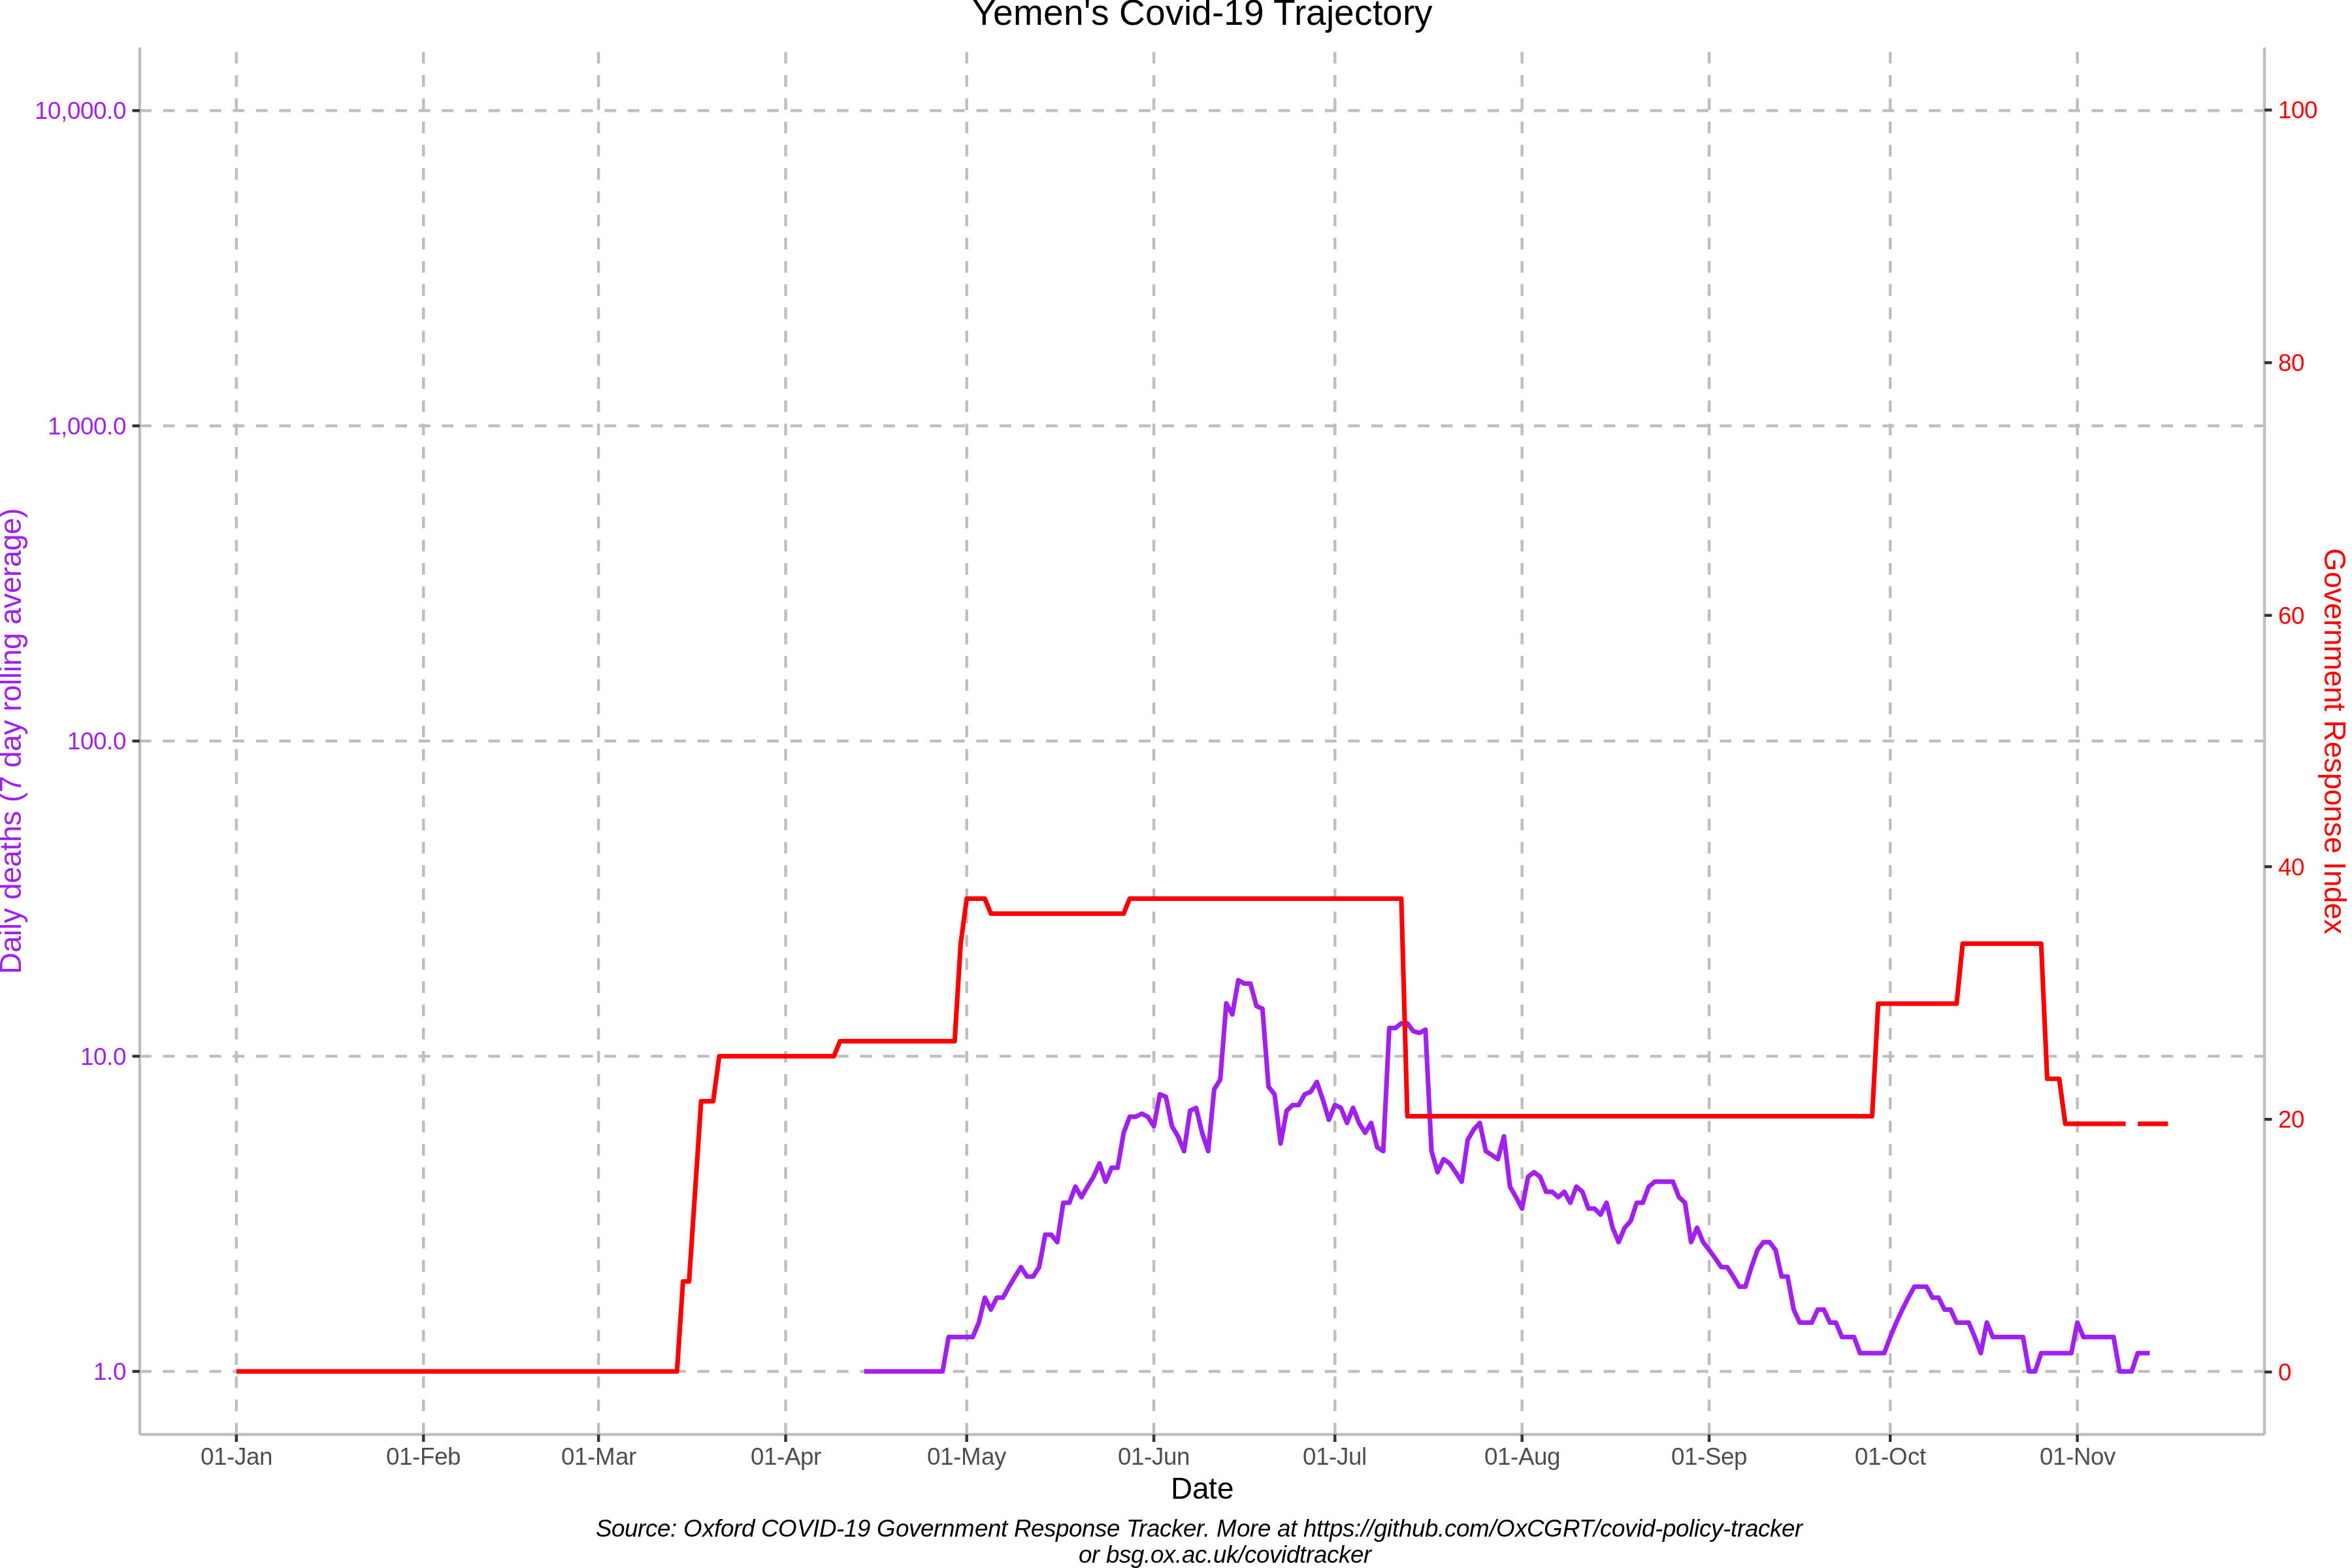 Yemen's Covid-19 Trajectory
10,000.0
1,000.0
100.0
10.0
1.0
Daily deaths (7 day rolling average)
100
80
60
40
20
0
Government Response Index
01-Jan 01-Feb 01-Mar 01-Apr 01-May 01-Jun 01-Jul 01-Aug 01-Sep 01-Oct 01-Nov
Date
Source: Oxford COVID-19 Government Response Tracker. More at https://github.com/OxCGRT/covid-policy-tracker
or bsg.ox.ac.uk/covidtracker